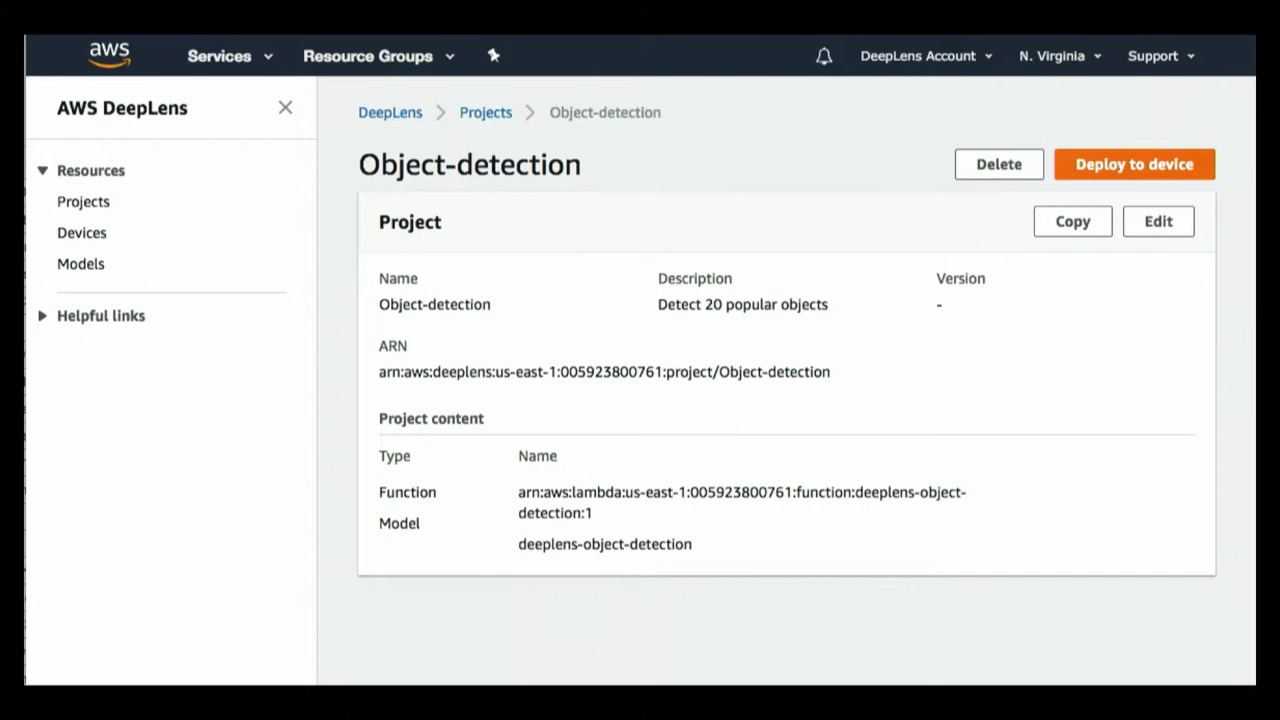 aws Services Resource Groups DeepLens Account N. Virginia Support
AWS DeepLens
Resources
Projects
Devices
Models
Helpful links
DeepLens Projects Object-detection
Object-detection Delete Deploy to device
Project Copy Edit
Name Description Version
Object-detection Detect 20 popular objects -
ARN
arn:aws:deeplens:us-east-1:005923800761:project/Object-detection
Project content
Type Name
Function arn:aws:lambda:us-east-1:005923800761:function:deeplens-object-
detection:1
Model
deeplens-object-detection